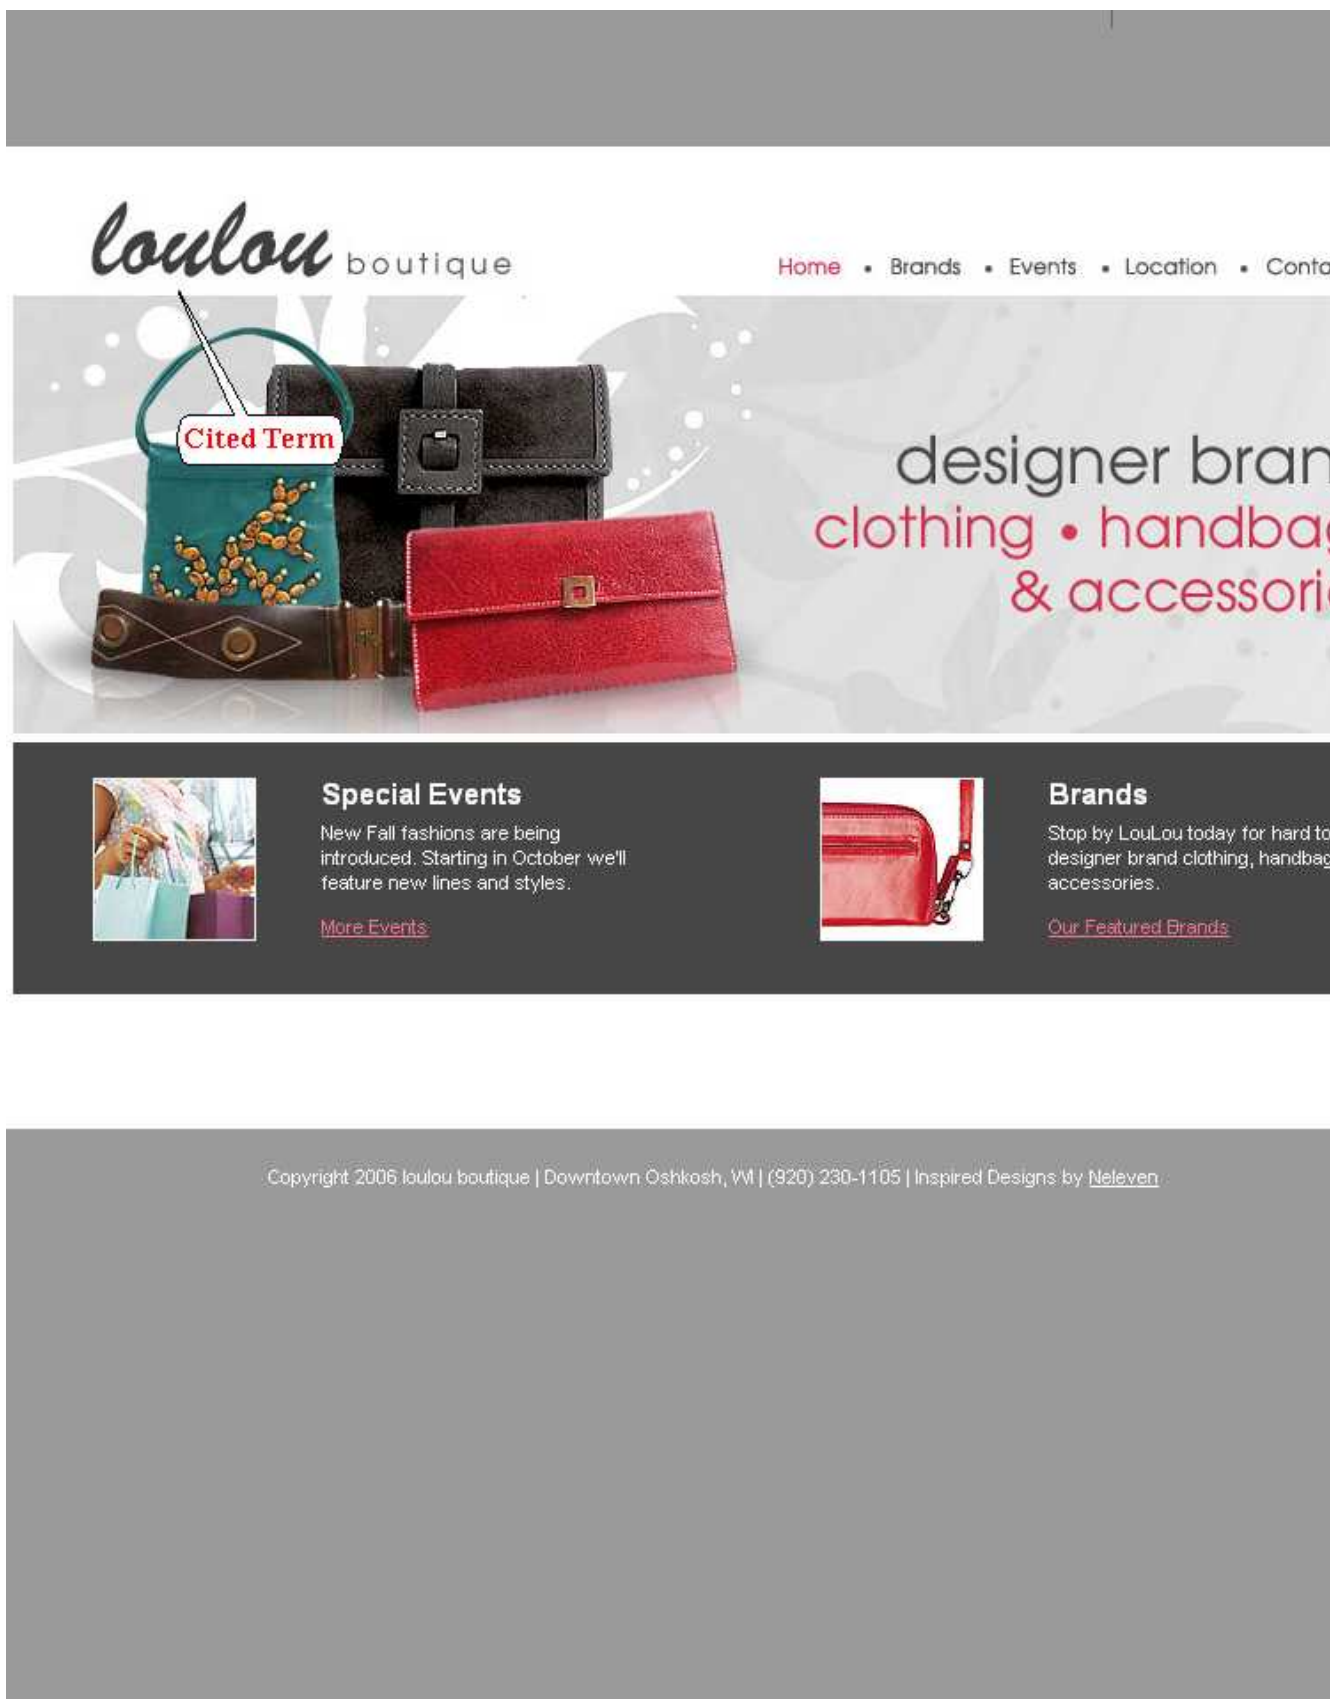 loulou boutique
Home • Brands • Events • Location • Conta
Cited Term
designer bran
clothing • handbag
& accessorie
Special Events
New Fall fashions are being
introduced. Starting in October we'll
feature new lines and styles.
More Events
Brands
Stop by LouLou today for hard to
designer brand clothing, handbag
accessories.
Our Featured Brands
Copyright 2006 loulou boutique | Downtown Oshkosh, WI | (920) 230-1105 | Inspired Designs by Neleven